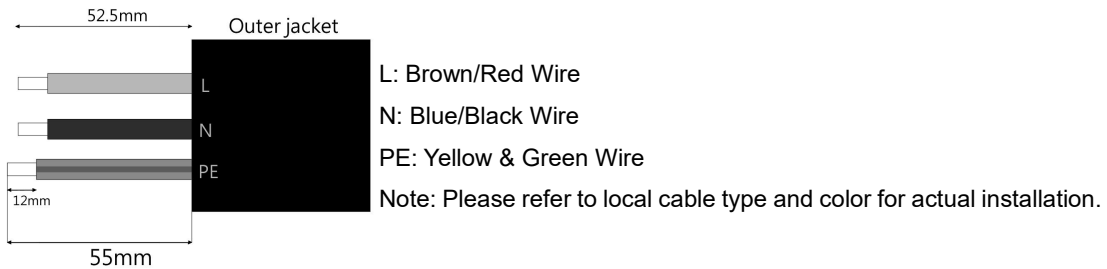 52.5mm
Outer jacket
L
L: Brown/Red Wire
N
N: Blue/Black Wire
PE
PE: Yellow & Green Wire
12mm
Note: Please refer to local cable type and color for actual installation.
55mm